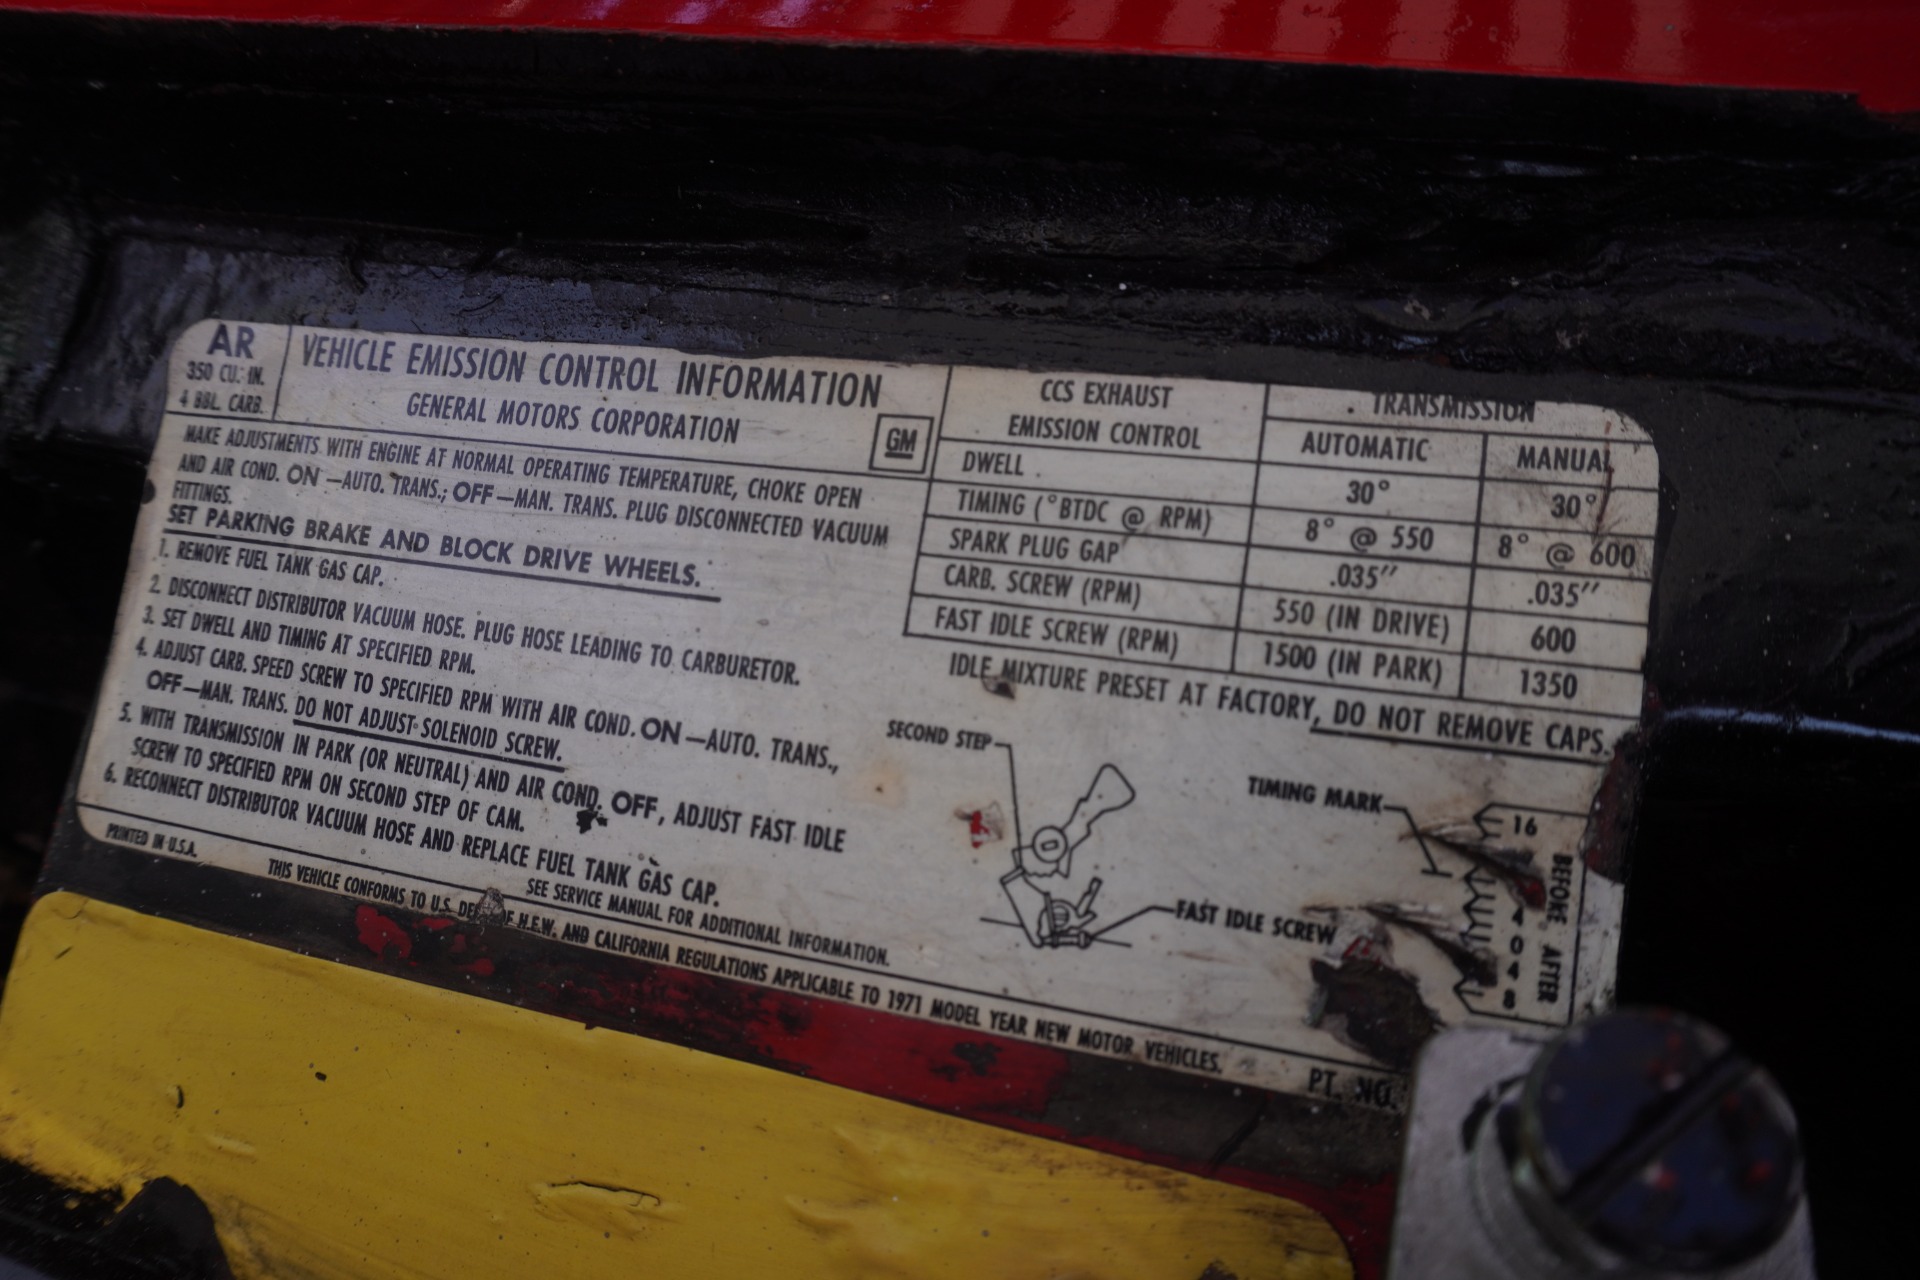 AR
350 CU. IN.
4 BBL. CARB.
VEHICLE EMISSION CONTROL INFORMATION
GENERAL MOTORS CORPORATION
GM
MAKE ADJUSTMENTS WITH ENGINE AT NORMAL OPERATING TEMPERATURE, CHOKE OPEN
AND AIR COND. ON—AUTO. TRANS.; OFF—MAN. TRANS. PLUG DISCONNECTED VACUUM
FITTINGS.
SET PARKING BRAKE AND BLOCK DRIVE WHEELS.
1. REMOVE FUEL TANK GAS CAP.
2. DISCONNECT DISTRIBUTOR VACUUM HOSE. PLUG HOSE LEADING TO CARBURETOR.
3. SET DWELL AND TIMING AT SPECIFIED RPM.
4. ADJUST CARB. SPEED SCREW TO SPECIFIED RPM WITH AIR COND. ON—AUTO. TRANS.,
OFF—MAN. TRANS. DO NOT ADJUST SOLENOID SCREW.
5. WITH TRANSMISSION IN PARK (OR NEUTRAL) AND AIR COND. OFF, ADJUST FAST IDLE
SCREW TO SPECIFIED RPM ON SECOND STEP OF CAM.
6. RECONNECT DISTRIBUTOR VACUUM HOSE AND REPLACE FUEL TANK GAS CAP.
SEE SERVICE MANUAL FOR ADDITIONAL INFORMATION.
CCS EXHAUST
EMISSION CONTROL
TRANSMISSION
AUTOMATIC MANUAL
DWELL 30° 30°
TIMING (°BTDC @ RPM) 8° @ 550 8° @ 600
SPARK PLUG GAP .035″ .035″
CARB. SCREW (RPM) 550 (IN DRIVE) 600
FAST IDLE SCREW (RPM) 1500 (IN PARK) 1350
IDLE MIXTURE PRESET AT FACTORY, DO NOT REMOVE CAPS.
SECOND STEP
FAST IDLE SCREW
TIMING MARK
16
4
0
4
8
BEFORE AFTER
PRINTED IN U.S.A.
THIS VEHICLE CONFORMS TO U.S. H.E.W. AND CALIFORNIA REGULATIONS APPLICABLE TO 1971 MODEL YEAR NEW MOTOR VEHICLES.
PT. NO.